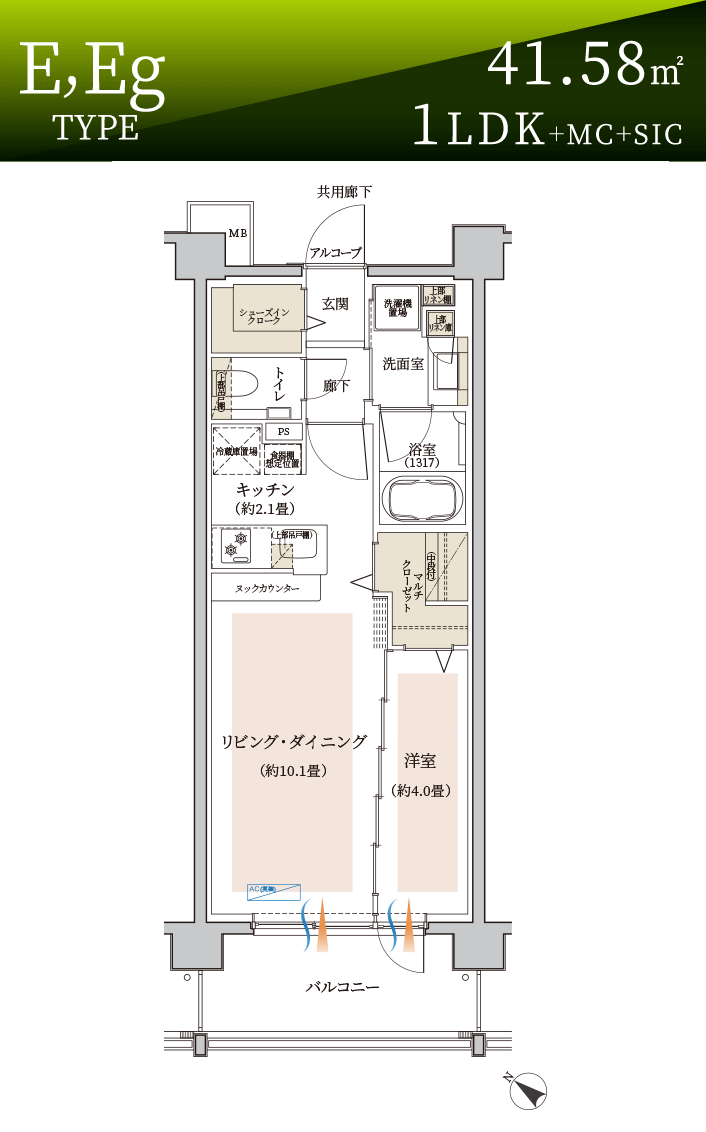 E,Eg
TYPE
41.58㎡
1LDK+MC+SIC
共用廊下
MB
アルコーブ
シューズイン
クローク
玄関
洗濯機
置場
上部
リネン棚
上部
リネン庫
洗面室
トイレ
(上部吊戸棚)
廊下
PS
冷蔵庫置場
食器棚
想定位置
浴室
(1317)
キッチン
(約2.1畳)
(上部吊戸棚)
ヌックカウンター
マルチ
クローゼット
(中段付)
リビング・ダイニング
(約10.1畳)
洋室
(約4.0畳)
バルコニー
N